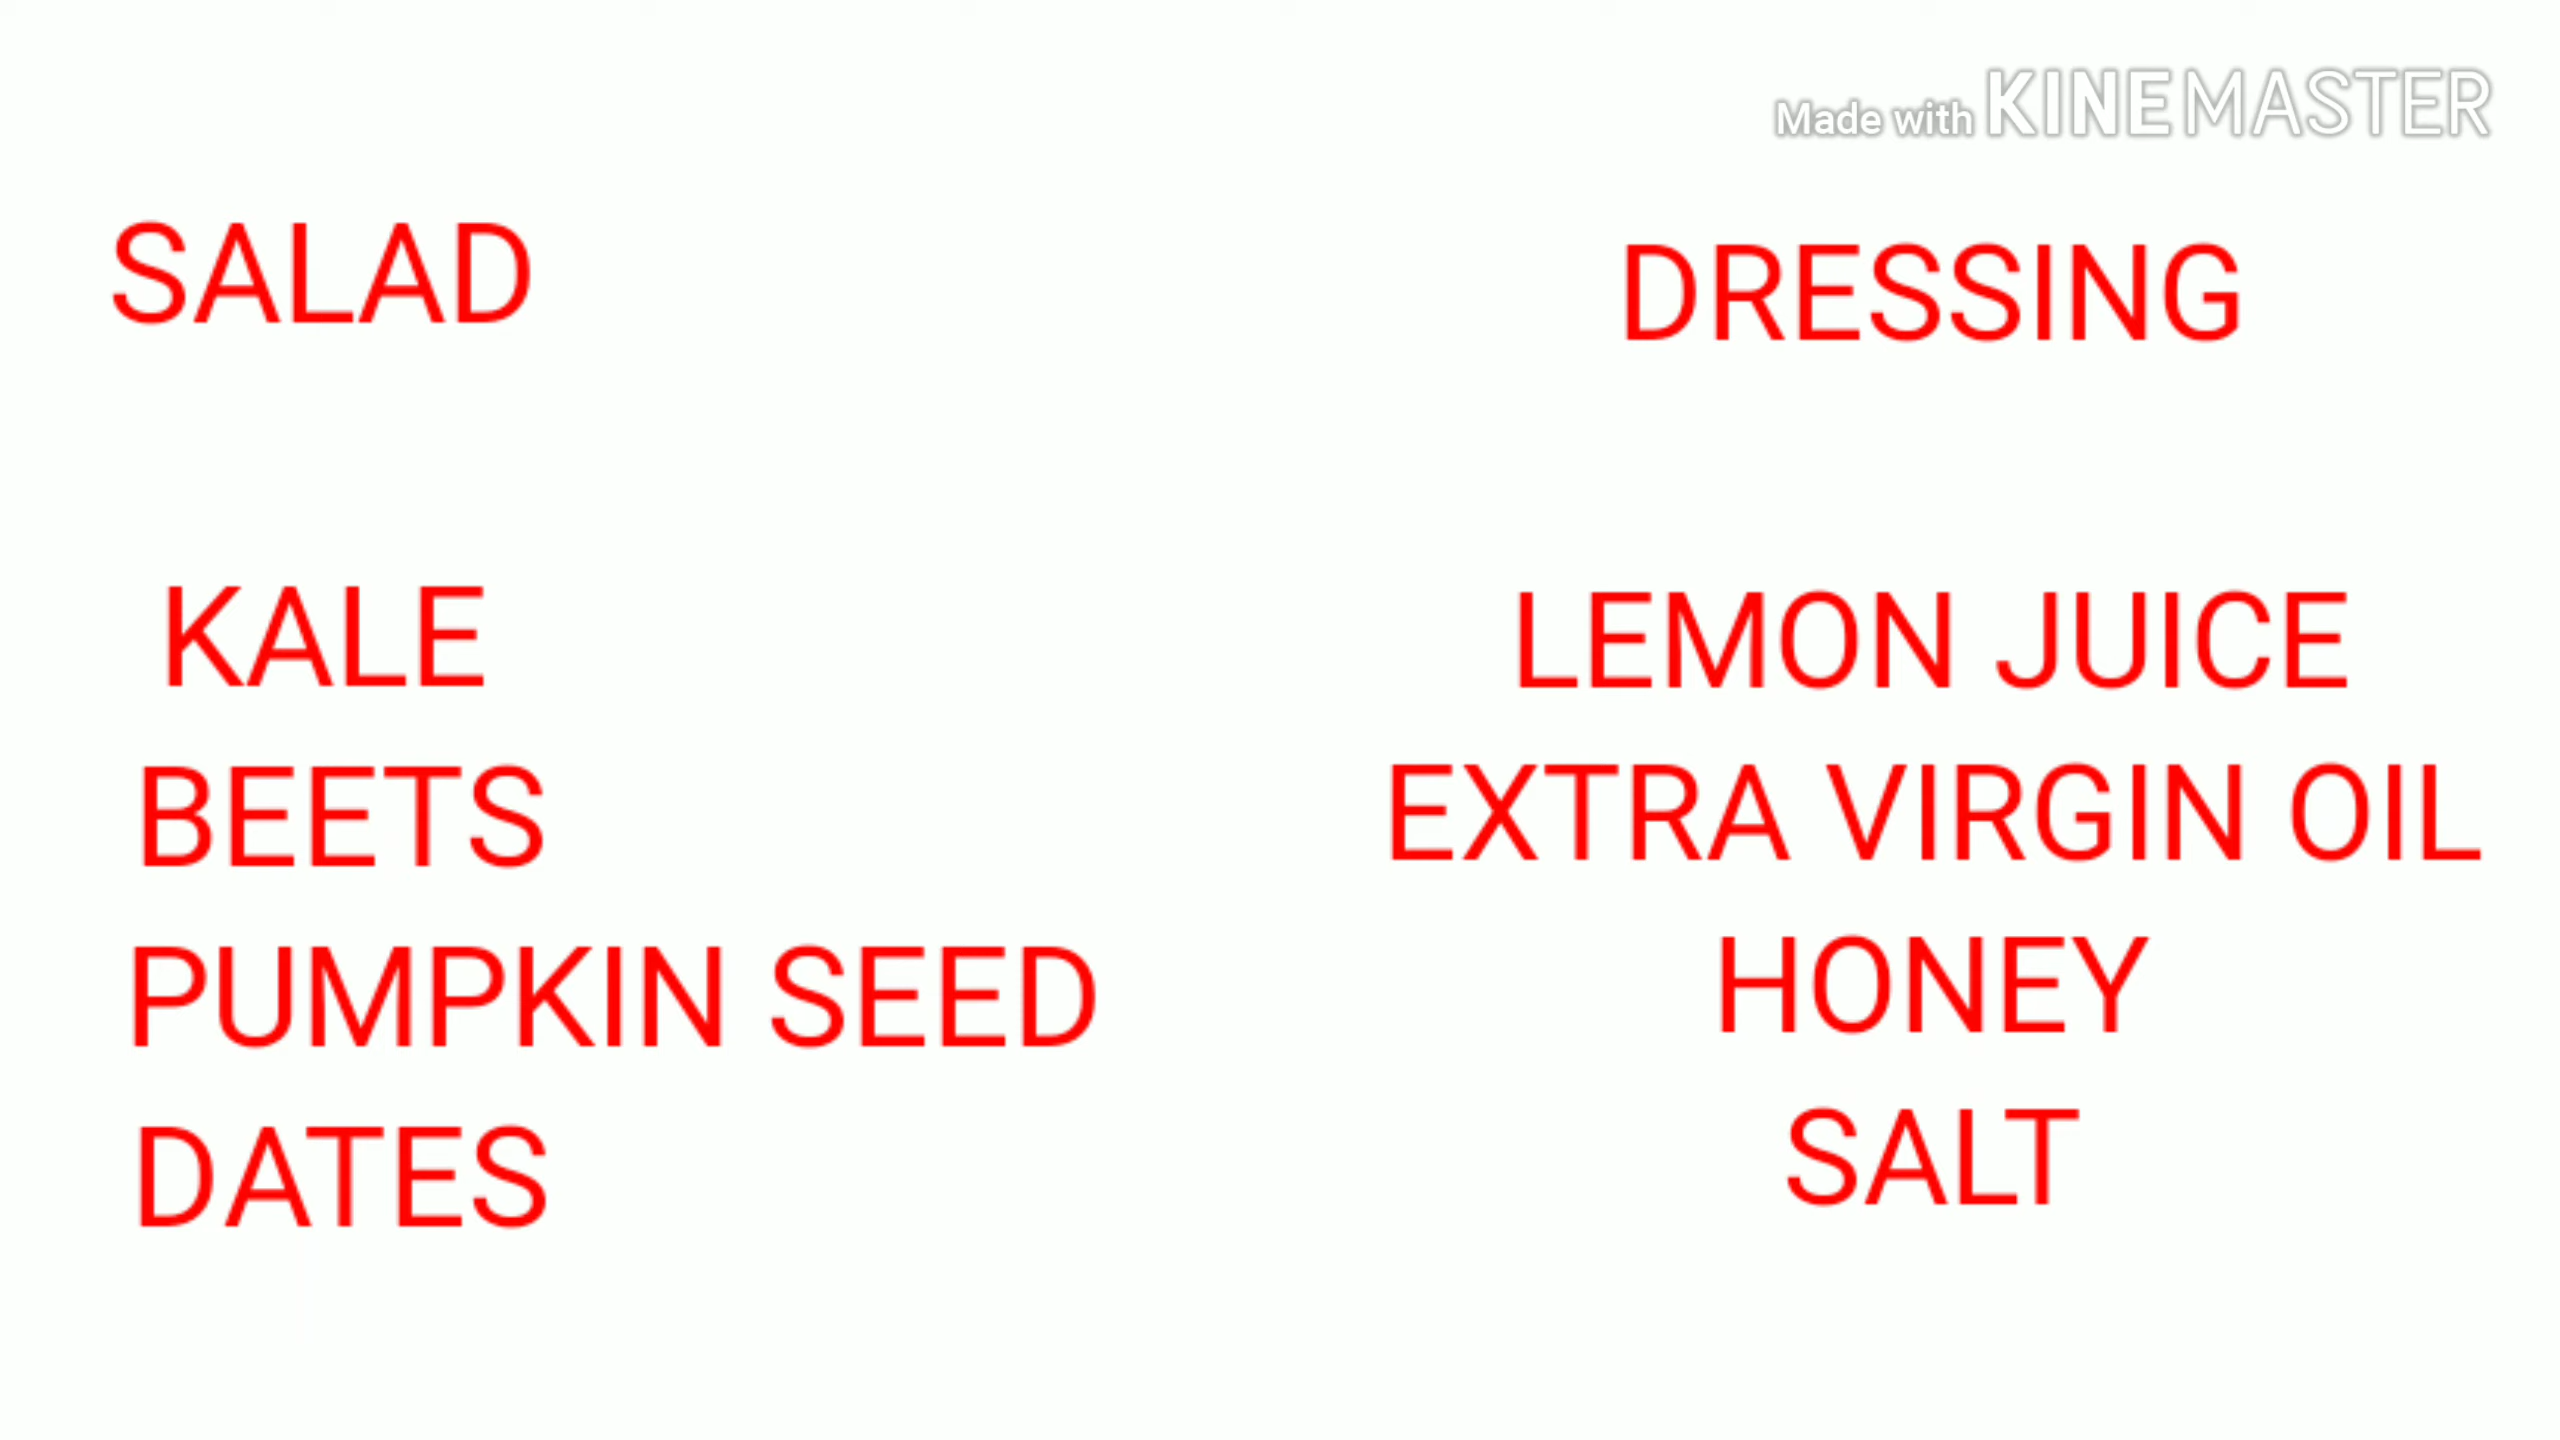 Made with KINEMASTER
SALAD
KALE
BEETS
PUMPKIN SEED
DATES
DRESSING
LEMON JUICE
EXTRA VIRGIN OIL
HONEY
SALT